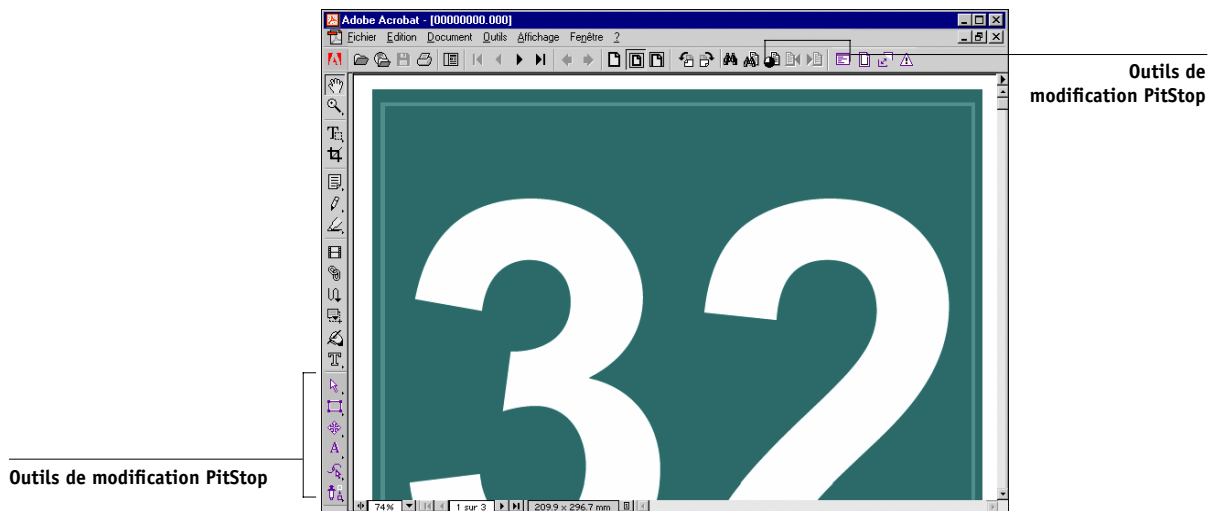 Adobe Acrobat - [00000000.000]
Fichier Edition Document Outils Affichage Fenêtre ?
Outils de
modification PitStop
32
Outils de modification PitStop
74% 1 sur 3 209.9 x 296.7 mm